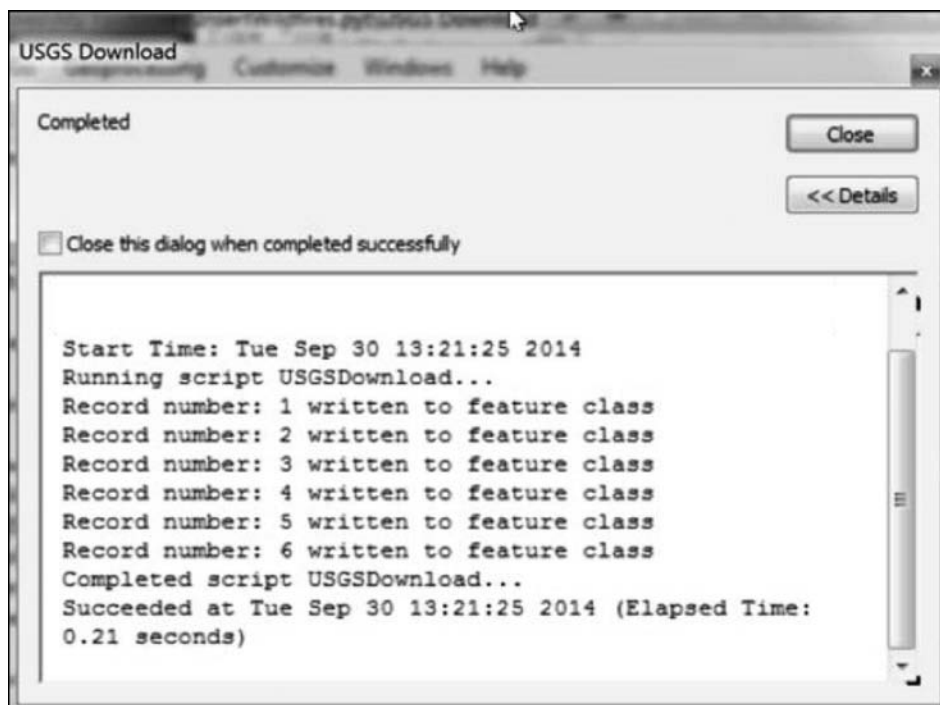 USGS Download
Geoprocessing Customize Windows Help
Completed
Close
<< Details
Close this dialog when completed successfully
Start Time: Tue Sep 30 13:21:25 2014
Running script USGSDownload...
Record number: 1 written to feature class
Record number: 2 written to feature class
Record number: 3 written to feature class
Record number: 4 written to feature class
Record number: 5 written to feature class
Record number: 6 written to feature class
Completed script USGSDownload...
Succeeded at Tue Sep 30 13:21:25 2014 (Elapsed Time:
0.21 seconds)